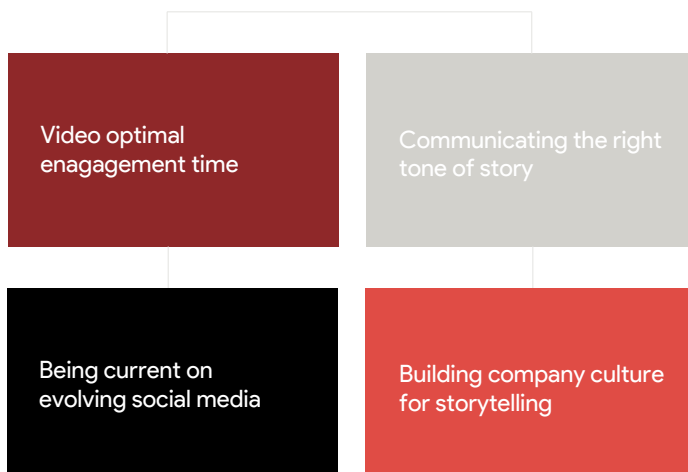 Video optimal
enagagement time
Communicating the right
tone of story
Being current on
evolving social media
Building company culture
for storytelling